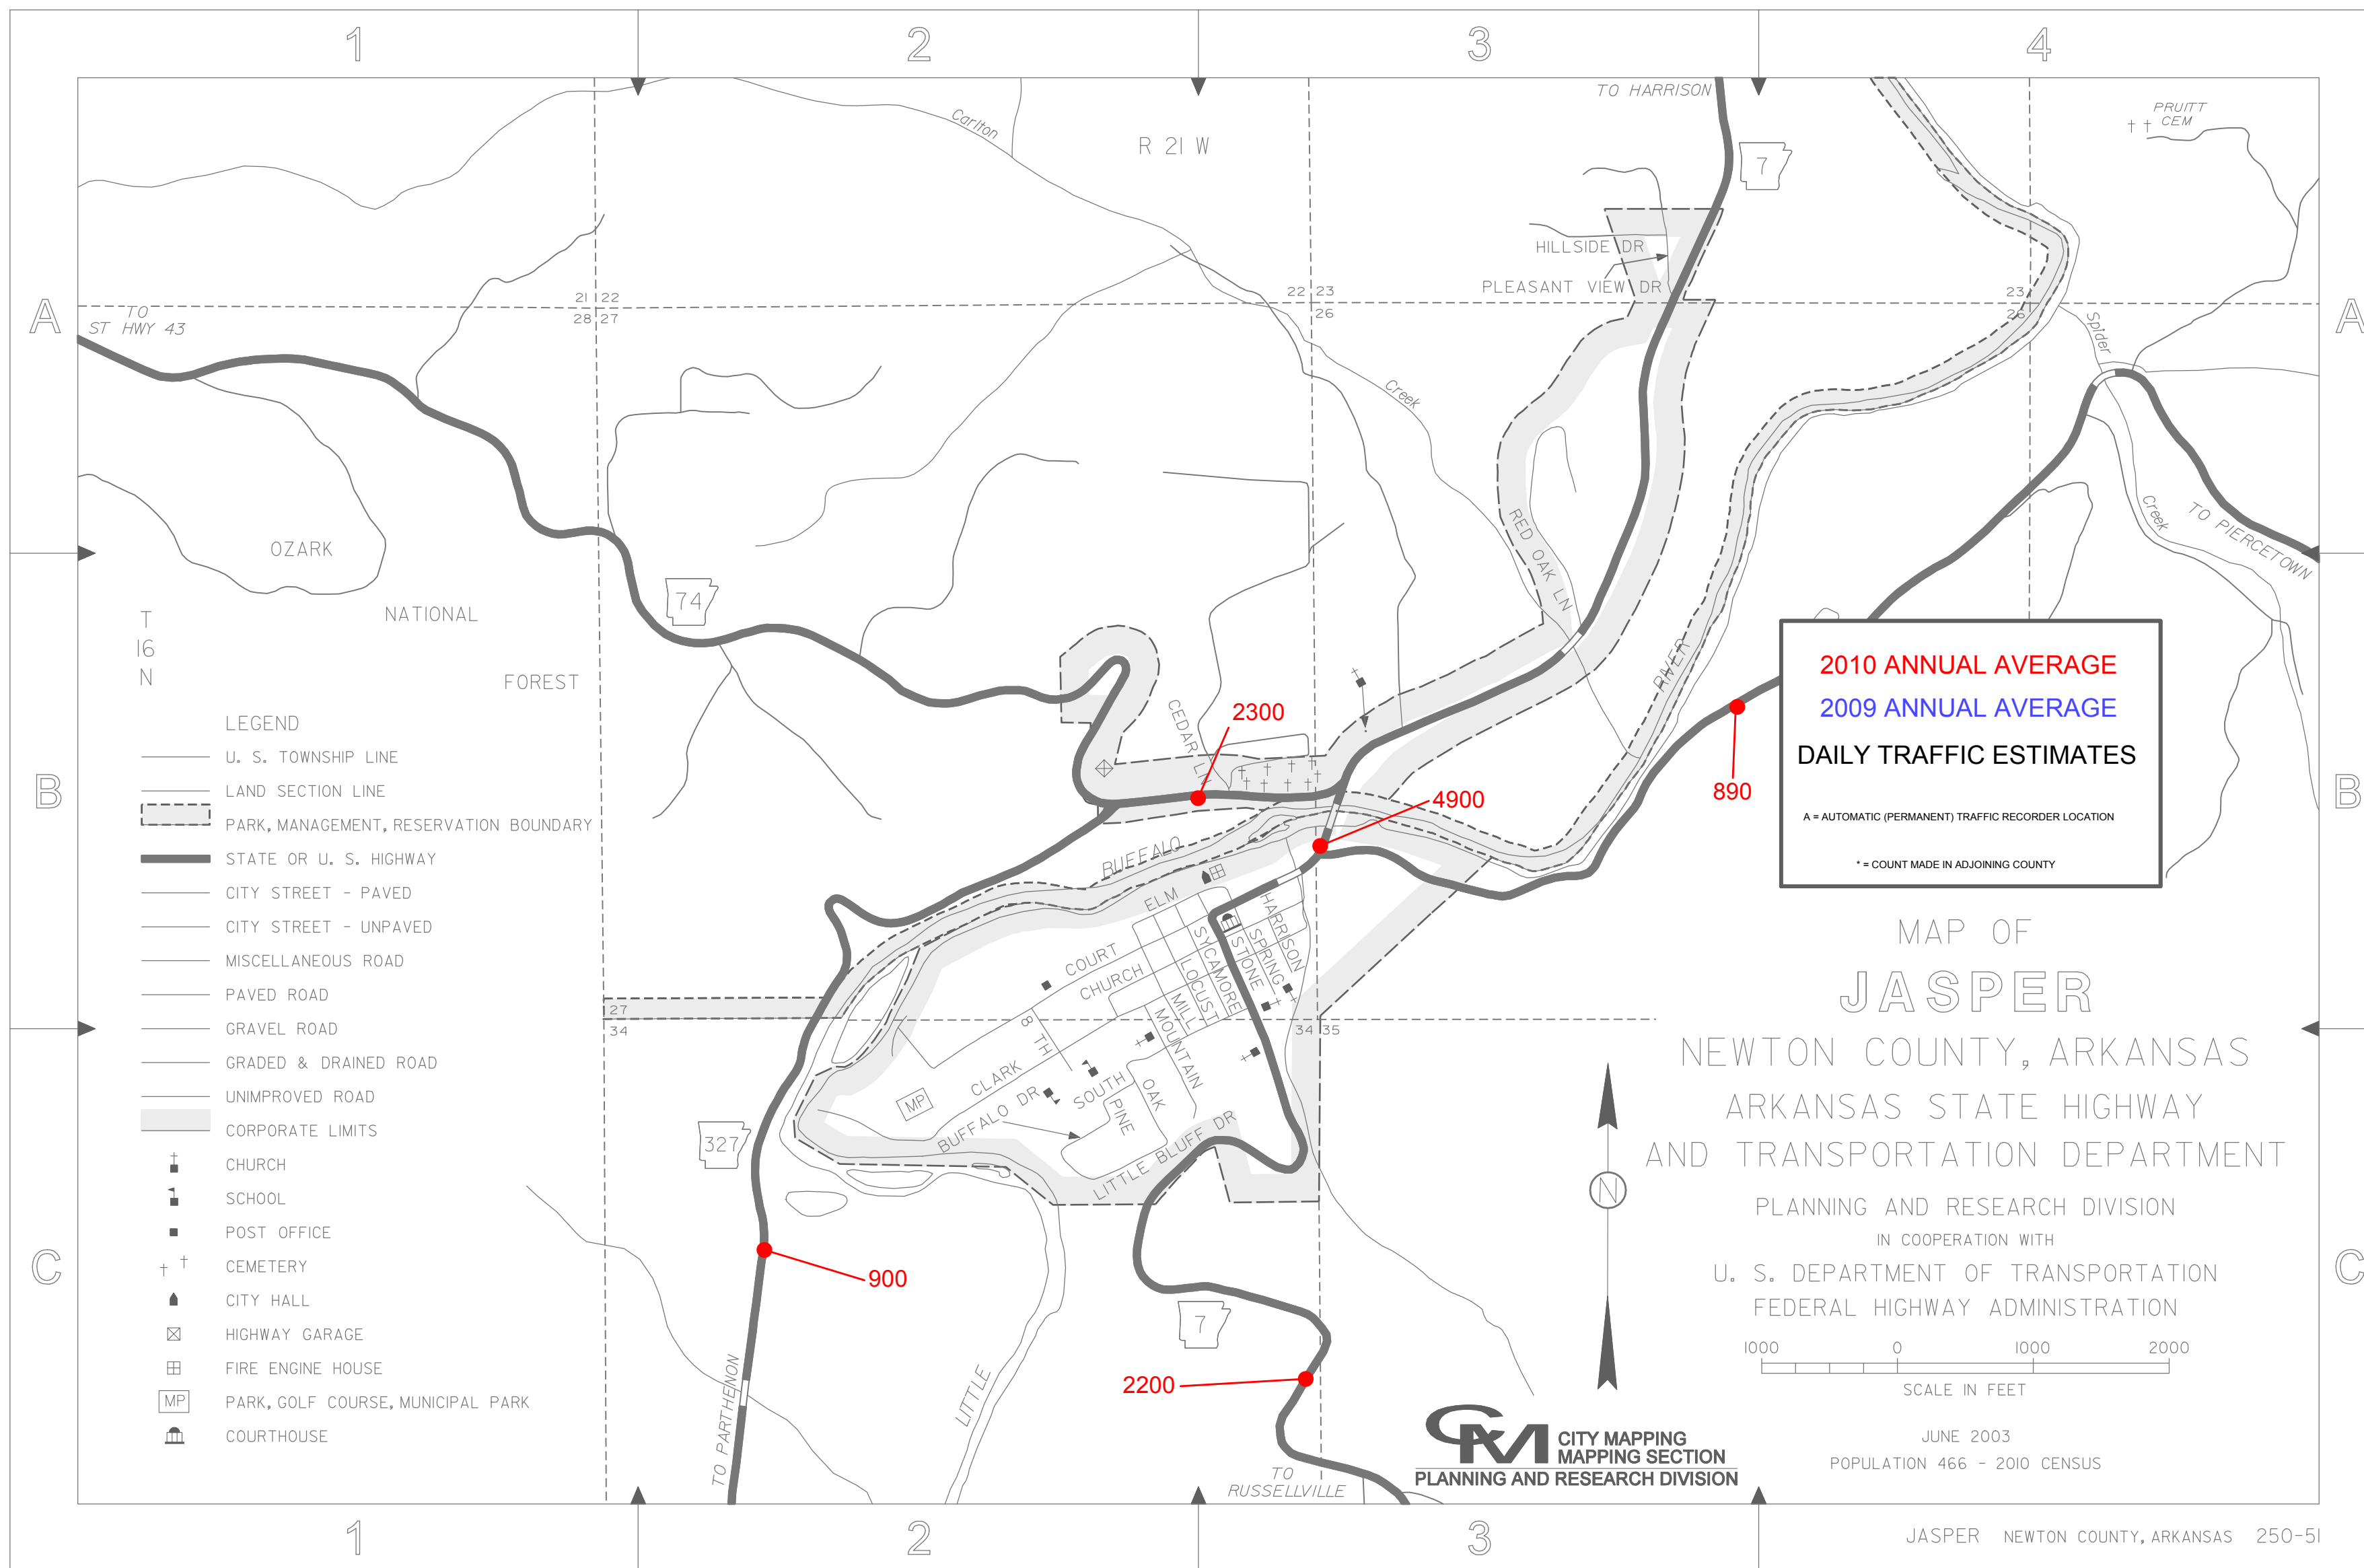 1 2 3 4
TO HARRISON
PRUITT
CEM
Carlton
R 21 W
7
HILLSIDE DR
PLEASANT VIEW DR
A
A
TO
ST HWY 43
21 22
28 27
22 23
26
23
26
Spider
Creek
Creek
TO PIERCETOWN
RED OAK LN
OZARK
NATIONAL
FOREST
T
16
N
74
RIVER
CEDAR LN
2300
4900
890
B
B
2010 ANNUAL AVERAGE
2009 ANNUAL AVERAGE
DAILY TRAFFIC ESTIMATES
A = AUTOMATIC (PERMANENT) TRAFFIC RECORDER LOCATION
* = COUNT MADE IN ADJOINING COUNTY
LEGEND
U. S. TOWNSHIP LINE
LAND SECTION LINE
PARK, MANAGEMENT, RESERVATION BOUNDARY
STATE OR U. S. HIGHWAY
CITY STREET - PAVED
CITY STREET - UNPAVED
MISCELLANEOUS ROAD
PAVED ROAD
GRAVEL ROAD
GRADED & DRAINED ROAD
UNIMPROVED ROAD
CORPORATE LIMITS
CHURCH
SCHOOL
POST OFFICE
CEMETERY
CITY HALL
HIGHWAY GARAGE
FIRE ENGINE HOUSE
MP PARK, GOLF COURSE, MUNICIPAL PARK
COURTHOUSE
BUFFALO
ELM
HARRISON
SPRING
STONE
SYCAMORE
LOCUST
MILL
MOUNTAIN
COURT
CHURCH
8 TH
CLARK
SOUTH
OAK
PINE
BUFFALO DR
LITTLE BLUFF DR
MP
27
34
34 35
327
900
7
2200
LITTLE
TO PARTHENON
TO
RUSSELLVILLE
N
MAP OF
JASPER
NEWTON COUNTY, ARKANSAS
ARKANSAS STATE HIGHWAY
AND TRANSPORTATION DEPARTMENT
PLANNING AND RESEARCH DIVISION
IN COOPERATION WITH
U. S. DEPARTMENT OF TRANSPORTATION
FEDERAL HIGHWAY ADMINISTRATION
1000 0 1000 2000
SCALE IN FEET
JUNE 2003
POPULATION 466 - 2010 CENSUS
CM
CITY MAPPING
MAPPING SECTION
PLANNING AND RESEARCH DIVISION
C
C
1 2 3
JASPER NEWTON COUNTY, ARKANSAS 250-51